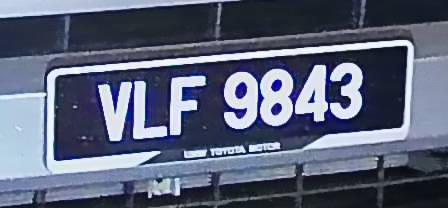 VLF 9843
UMW TOYOTA MOTOR